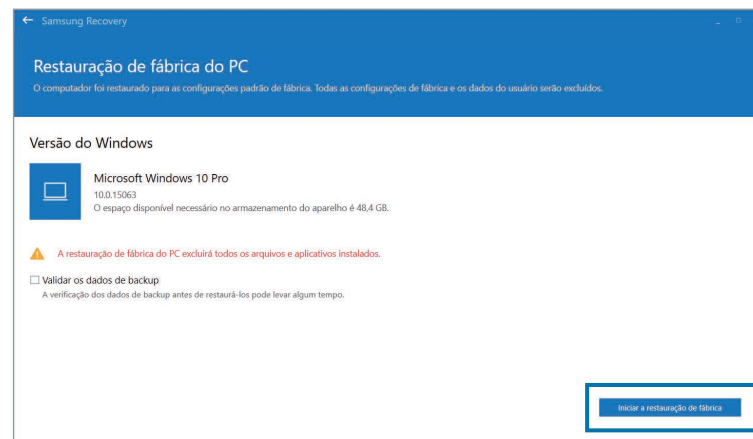 Samsung Recovery
Restauração de fábrica do PC
O computador foi restaurado para as configurações padrão de fábrica. Todas as configurações de fábrica e os dados do usuário serão excluídos.
Versão do Windows
Microsoft Windows 10 Pro
10.0.15063
O espaço disponível necessário no armazenamento do aparelho é 48,4 GB.
A restauração de fábrica do PC excluirá todos os arquivos e aplicativos instalados.
Validar os dados de backup
A verificação dos dados de backup antes de restaurá-los pode levar algum tempo.
Iniciar a restauração de fábrica